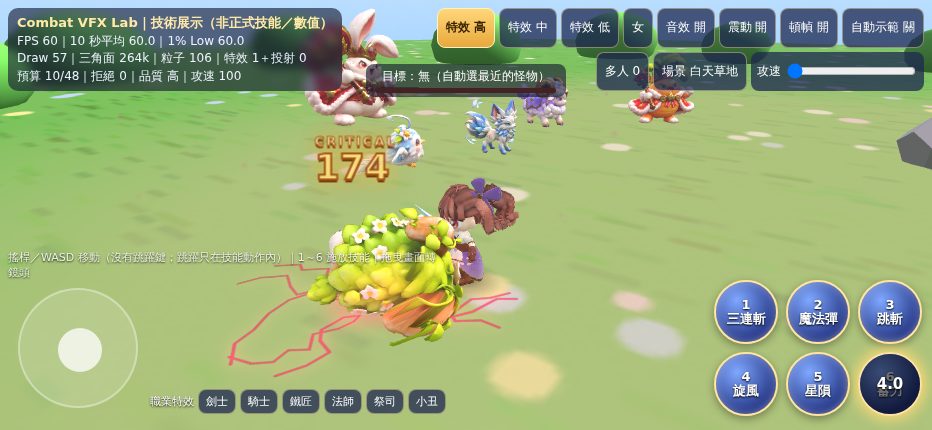 Combat VFX Lab｜技術展示（非正式技能／數值）
FPS 60｜10 秒平均 60.0｜1% Low 60.0
Draw 57｜三角面 264k｜粒子 106｜特效 1＋投射 0
預算 10/48｜拒絕 0｜品質 高｜攻速 100
特效 高
特效 中
特效 低
女
音效 開
震動 開
頓幀 開
自動示範 關
目標：無（自動選最近的怪物）
多人 0
場景 白天草地
攻速
CRITICAL
174
搖桿／WASD 移動（沒有跳躍鍵；跳躍只在技能動作內）｜1～6 施放技能｜拖曳畫面轉
鏡頭
1
三連斬
2
魔法彈
3
跳斬
4
旋風
5
星隕
4.0
職業特效
劍士
騎士
鐵匠
法師
祭司
小丑